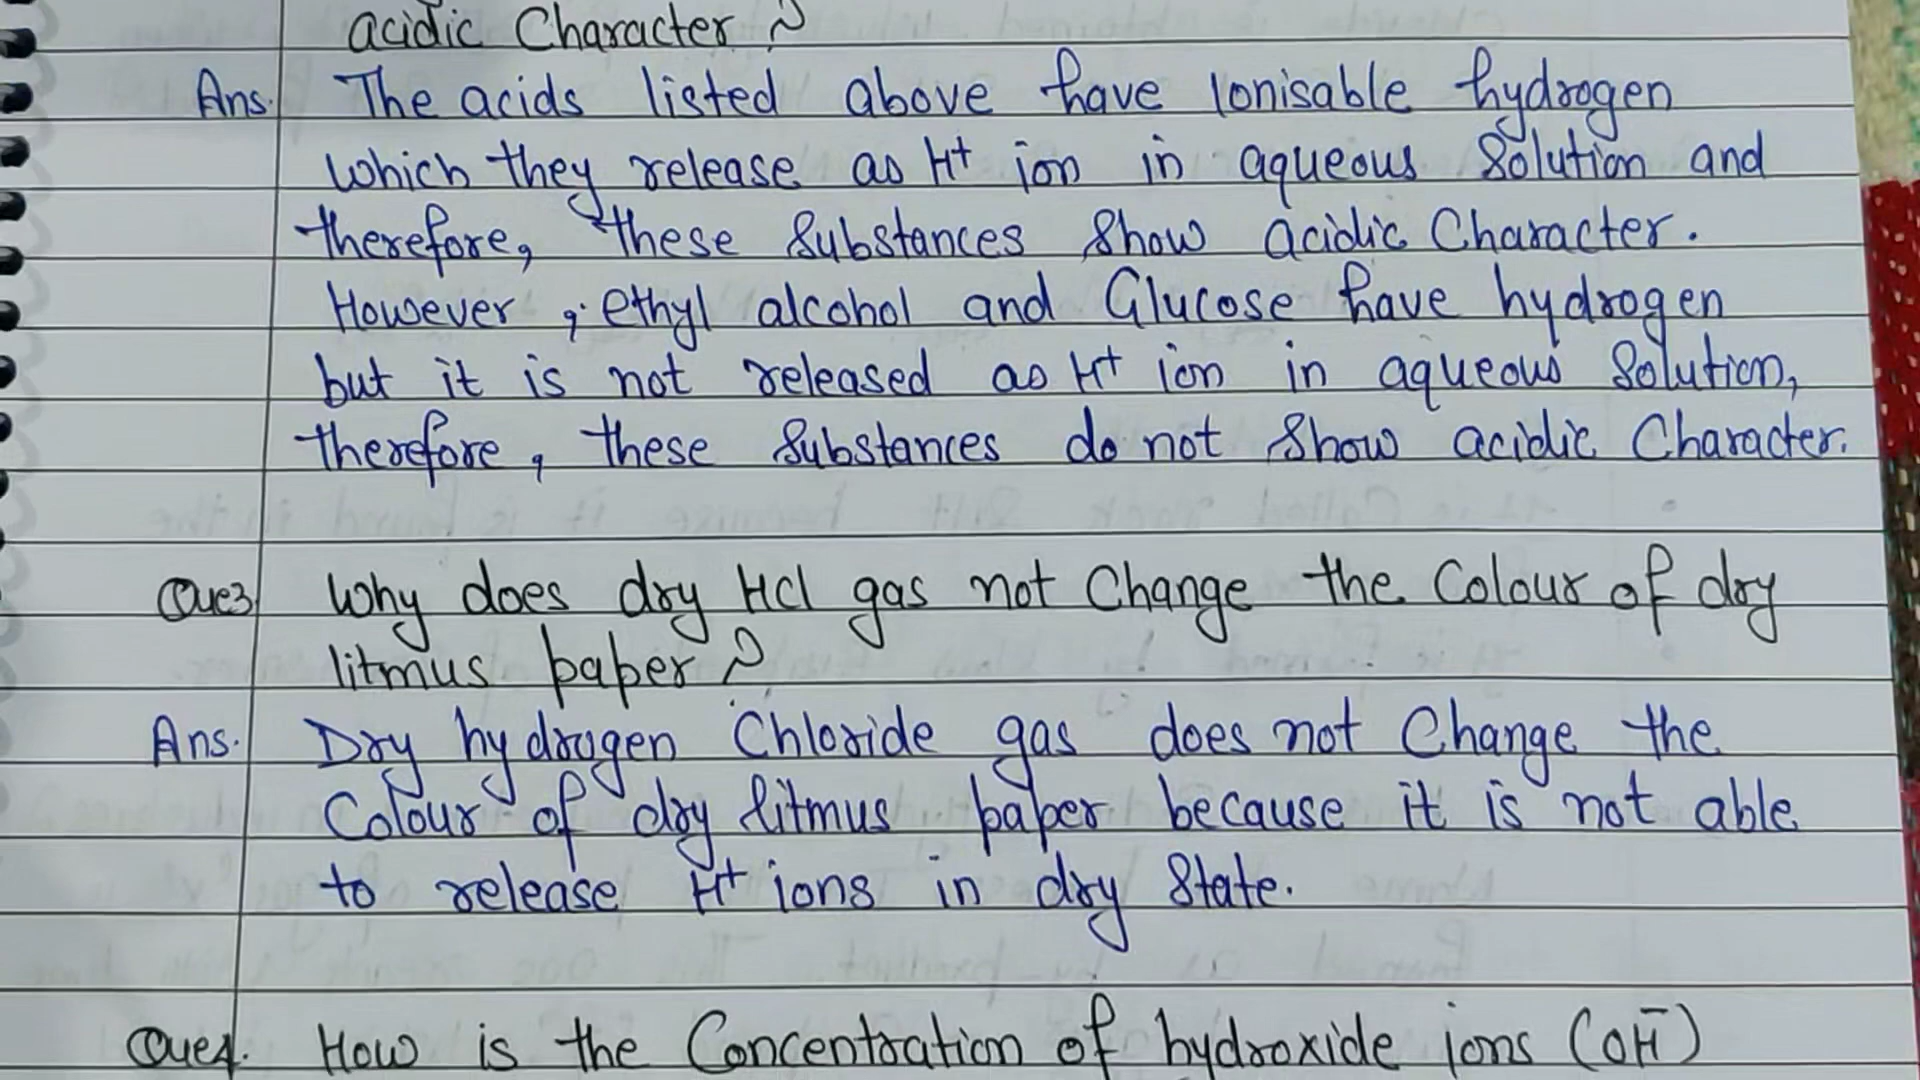 acidic Character ?
Ans. The acids listed above have Ionisable hydrogen
which they release as H+ ion in aqueous Solution and
therefore, these Substances Show acidic Character.
However, ethyl alcohol and Glucose have hydrogen
but it is not released as H+ ion in aqueous Solution,
therefore, these Substances do not Show acidic Character.
Que3 Why does dry HCl gas not Change the Colour of dry
litmus paper ?
Ans. Dry hydrogen Chloride gas does not Change the
Colour of dry litmus paper because it is not able
to release H+ ions in dry State.
Que4. How is the Concentration of hydroxide ions (OH-)